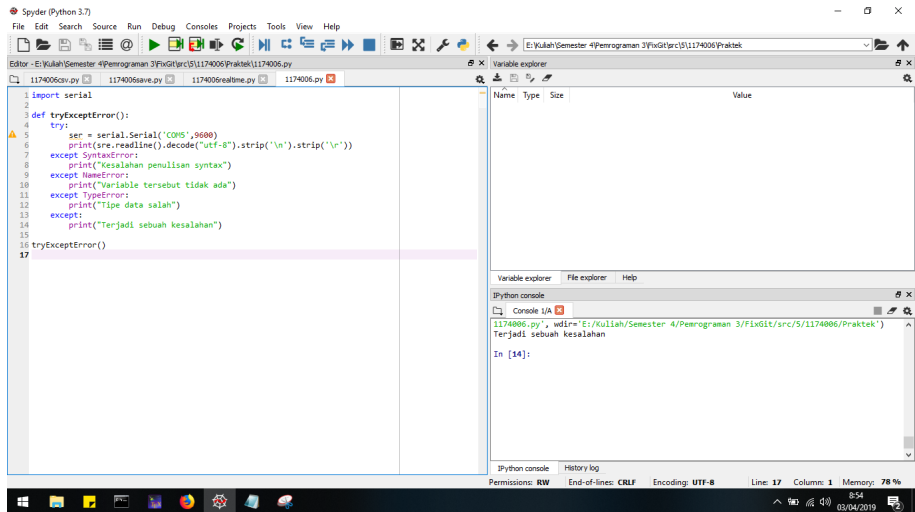 Spyder (Python 3.7)
File Edit Search Source Run Debug Consoles Projects Tools View Help
E:\Kuliah\Semester 4\Pemrograman 3\FixGit\src\5\1174006\Praktek
Editor - E:\Kuliah\Semester 4\Pemrograman 3\FixGit\src\5\1174006\Praktek\1174006.py
1174006csv.py 1174006save.py 1174006realtime.py 1174006.py
1 import serial
2
3 def tryExceptError():
4     try:
5         ser = serial.Serial('COM5',9600)
6         print(sre.readline().decode("utf-8").strip('\n').strip('\r'))
7     except SyntaxError:
8         print("Kesalahan penulisan syntax")
9     except NameError:
10         print("Variable tersebut tidak ada")
11     except TypeError:
12         print("Tipe data salah")
13     except:
14         print("Terjadi sebuah kesalahan")
15
16 tryExceptError()
17
Variable explorer
Name Type Size Value
Variable explorer File explorer Help
IPython console
Console 1/A
1174006.py', wdir='E:/Kuliah/Semester 4/Pemrograman 3/FixGit/src/5/1174006/Praktek')
Terjadi sebuah kesalahan
In [14]:
IPython console History log
Permissions: RW End-of-lines: CRLF Encoding: UTF-8 Line: 17 Column: 1 Memory: 78 %
8:54
03/04/2019
2